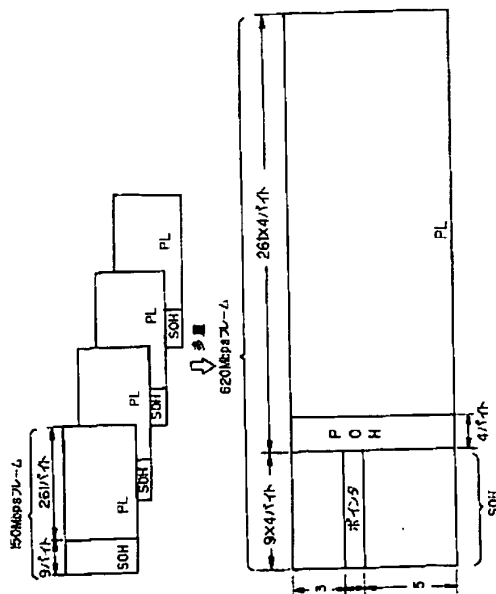 150Mbpsフレーム
9バイト
261バイト
SOH
PL
SOH
PL
SOH
PL
SOH
PL
多重
620Mbpsフレーム
9×4バイト
261×4バイト
3
ポインタ
5
POH
PL
SOH
4バイト